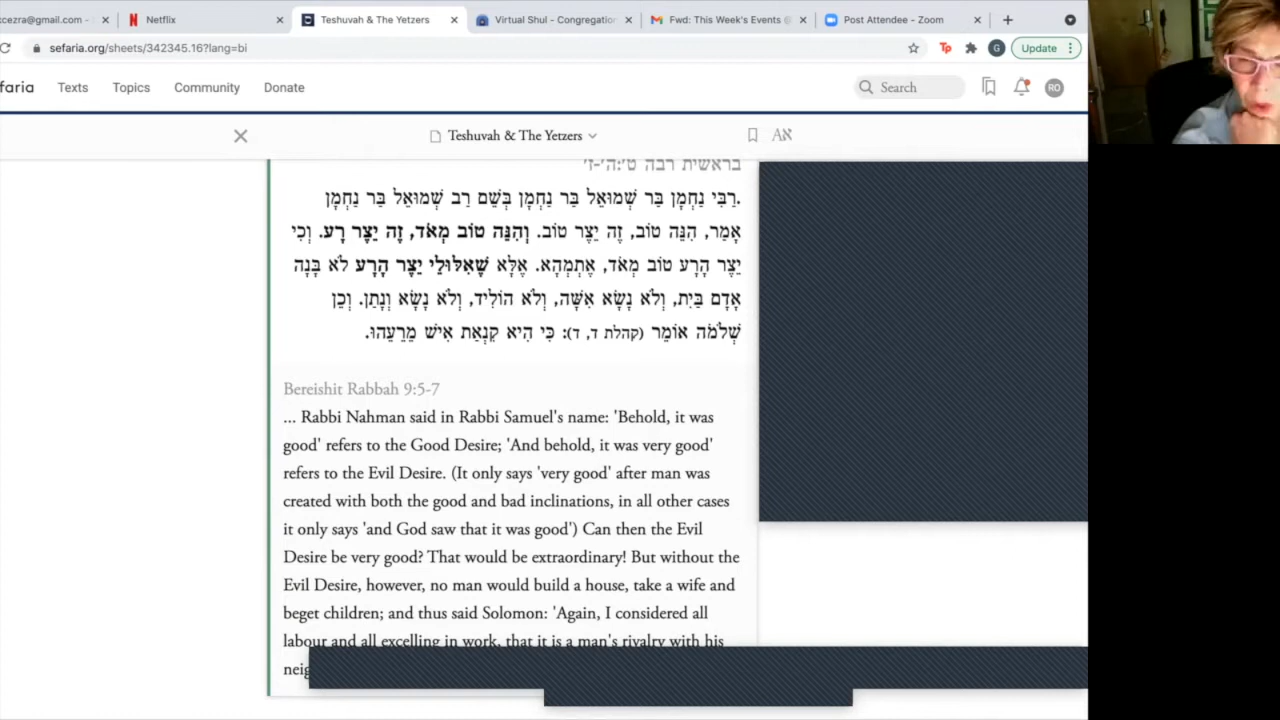 cezra@gmail.com -
Netflix
Teshuvah & The Yetzers
Virtual Shul - Congregation
Fwd: This Week's Events @
Post Attendee - Zoom
sefaria.org/sheets/342345.16?lang=bi
Tp
G
Update
faria
Texts
Topics
Community
Donate
Search
RO
Teshuvah & The Yetzers
Aא
בראשית רבה ט׳:ה׳-ז׳
.רַבִּי נַחְמָן בַּר שְׁמוּאֵל בַּר נַחְמָן בְּשֵׁם רַב שְׁמוּאֵל בַּר נַחְמָן
אָמַר, הִנֵּה טוֹב, זֶה יֵצֶר טוֹב. וְהִנֵּה טוֹב מְאֹד, זֶה יֵצֶר רָע. וְכִי
יֵצֶר הָרָע טוֹב מְאֹד, אֶתְמְהָא. אֶלָּא שֶׁאִלּוּלֵי יֵצֶר הָרָע לֹא בָּנָה
אָדָם בַּיִת, וְלֹא נָשָׂא אִשָּׁה, וְלֹא הוֹלִיד, וְלֹא נָשָׂא וְנָתַן. וְכֵן
שְׁלֹמֹה אוֹמֵר (קהלת ד, ד): כִּי הִיא קִנְאַת אִישׁ מֵרֵעֵהוּ.
Bereishit Rabbah 9:5-7
... Rabbi Nahman said in Rabbi Samuel's name: 'Behold, it was
good' refers to the Good Desire; 'And behold, it was very good'
refers to the Evil Desire. (It only says 'very good' after man was
created with both the good and bad inclinations, in all other cases
it only says 'and God saw that it was good') Can then the Evil
Desire be very good? That would be extraordinary! But without the
Evil Desire, however, no man would build a house, take a wife and
beget children; and thus said Solomon: 'Again, I considered all
labour and all excelling in work, that it is a man's rivalry with his
neig